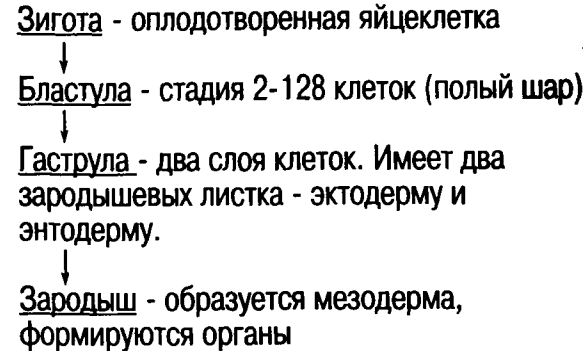 Зигота - оплодотворенная яйцеклетка
Бластула - стадия 2-128 клеток (полый шар)
Гаструла - два слоя клеток. Имеет два
зародышевых листка - эктодерму и
энтодерму.
Зародыш - образуется мезодерма,
формируются органы